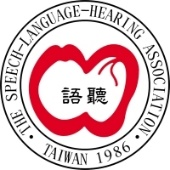 THE SPEECH-LANGUAGE-HEARING ASSOCIATION
語聽
· TAIWAN 1986 ·